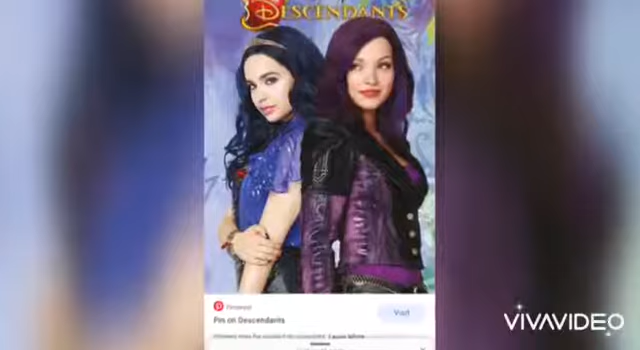 DESCENDANTS
Pinterest
Visit
Pin on Descendants
VIVAVIDEO